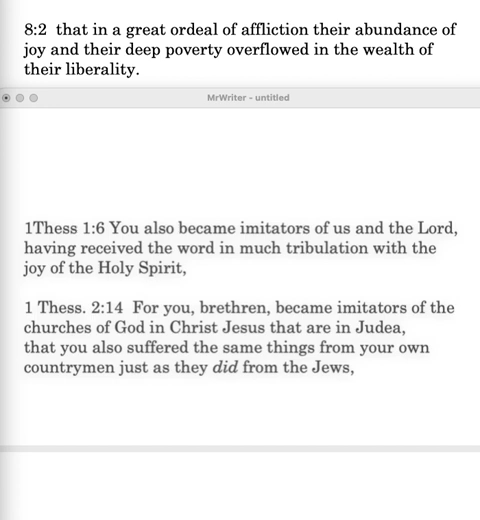 8:2  that in a great ordeal of affliction their abundance of
joy and their deep poverty overflowed in the wealth of
their liberality.
MrWriter - untitled
1Thess 1:6 You also became imitators of us and the Lord,
having received the word in much tribulation with the
joy of the Holy Spirit,
1 Thess. 2:14  For you, brethren, became imitators of the
churches of God in Christ Jesus that are in Judea,
that you also suffered the same things from your own
countrymen just as they did from the Jews,